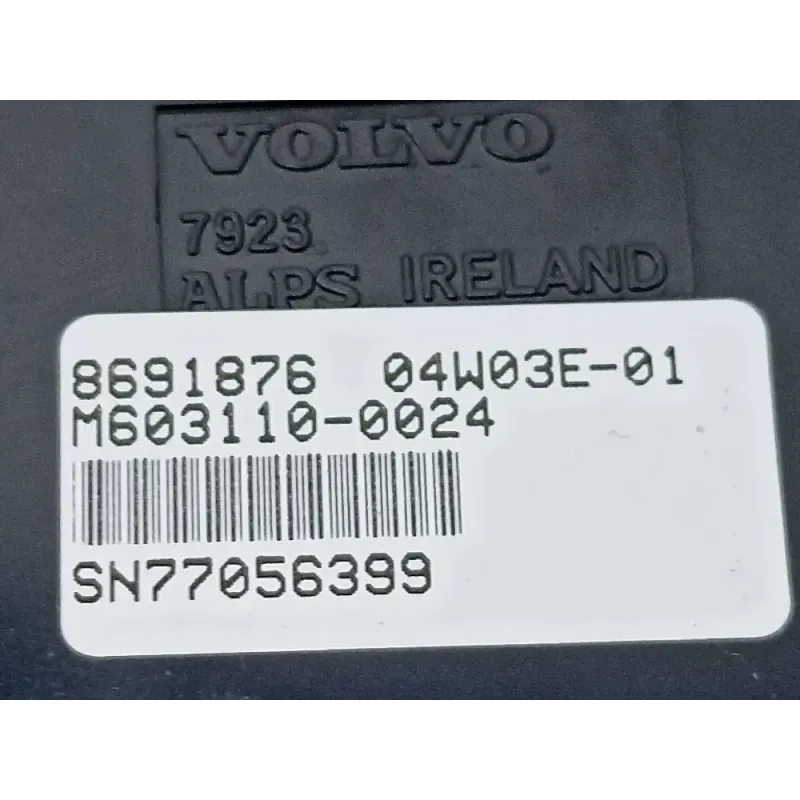 VOLVO
7923
ALPS IRELAND
8691876 04W03E-01
M603110-0024
SN77056399